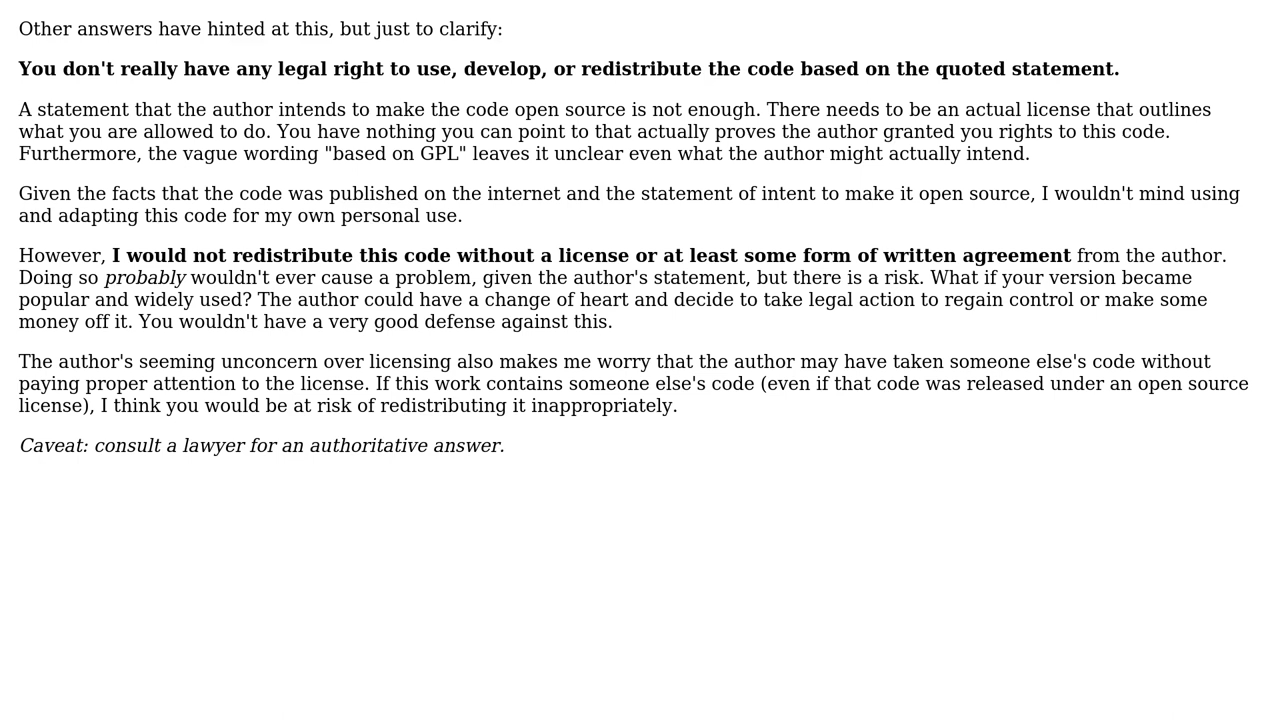 Other answers have hinted at this, but just to clarify:
You don't really have any legal right to use, develop, or redistribute the code based on the quoted statement.
A statement that the author intends to make the code open source is not enough. There needs to be an actual license that outlines
what you are allowed to do. You have nothing you can point to that actually proves the author granted you rights to this code.
Furthermore, the vague wording "based on GPL" leaves it unclear even what the author might actually intend.
Given the facts that the code was published on the internet and the statement of intent to make it open source, I wouldn't mind using
and adapting this code for my own personal use.
However, I would not redistribute this code without a license or at least some form of written agreement from the author.
Doing so probably wouldn't ever cause a problem, given the author's statement, but there is a risk. What if your version became
popular and widely used? The author could have a change of heart and decide to take legal action to regain control or make some
money off it. You wouldn't have a very good defense against this.
The author's seeming unconcern over licensing also makes me worry that the author may have taken someone else's code without
paying proper attention to the license. If this work contains someone else's code (even if that code was released under an open source
license), I think you would be at risk of redistributing it inappropriately.
Caveat: consult a lawyer for an authoritative answer.